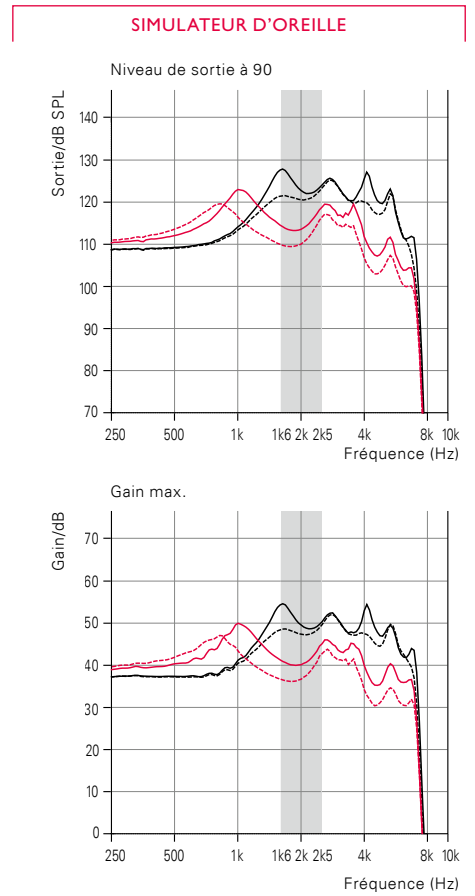 SIMULATEUR D'OREILLE
Niveau de sortie à 90
Sortie/dB SPL
140
130
120
110
100
90
80
70
250 500 1k 1k6 2k 2k5 4k 8k 10k
Fréquence (Hz)
Gain max.
Gain/dB
70
60
50
40
30
20
10
0
250 500 1k 1k6 2k 2k5 4k 8k 10k
Fréquence (Hz)